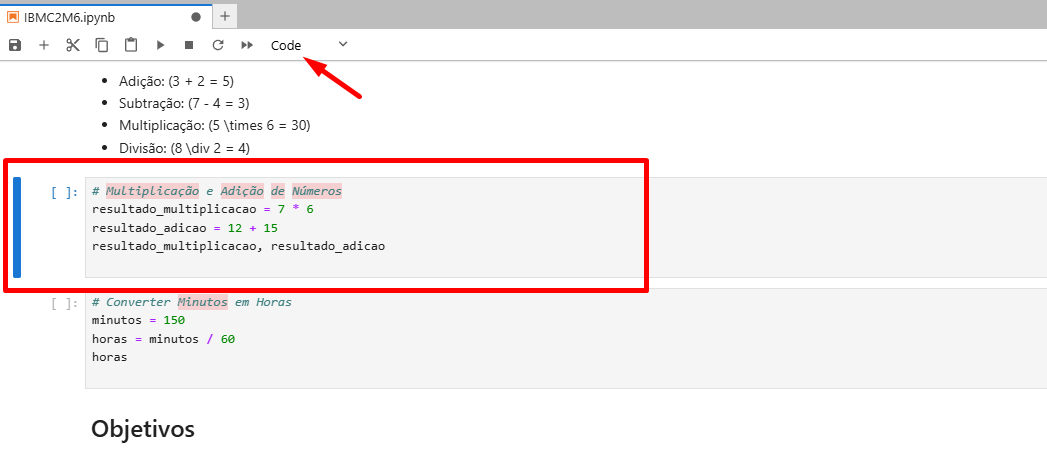 IBMC2M6.ipynb
Code
• Adição: (3 + 2 = 5)
• Subtração: (7 - 4 = 3)
• Multiplicação: (5 \times 6 = 30)
• Divisão: (8 \div 2 = 4)
[ ]: # Multiplicação e Adição de Números
resultado_multiplicacao = 7 * 6
resultado_adicao = 12 + 15
resultado_multiplicacao, resultado_adicao
[ ]: # Converter Minutos em Horas
minutos = 150
horas = minutos / 60
horas
Objetivos